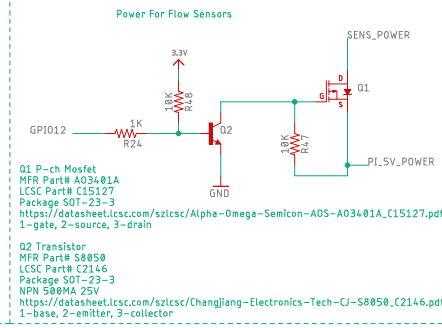 Power For Flow Sensors
SENS_POWER
3.3V
10K
R48
D
G
S
Q1
1K
GPIO12
R24
Q2
10K
R47
PI_5V_POWER
GND
Q1 P-ch Mosfet
MFR Part# AO3401A
LCSC Part# C15127
Package SOT-23-3
https://datasheet.lcsc.com/szlcsc/Alpha-Omega-Semicon-AOS-AO3401A_C15127.pdf
1-gate, 2-source, 3-drain
Q2 Transistor
MFR Part# S8050
LCSC Part# C2146
Package SOT-23-3
NPN 500MA 25V
https://datasheet.lcsc.com/szlcsc/Changjiang-Electronics-Tech-CJ-S8050_C2146.pdf
1-base, 2-emitter, 3-collector